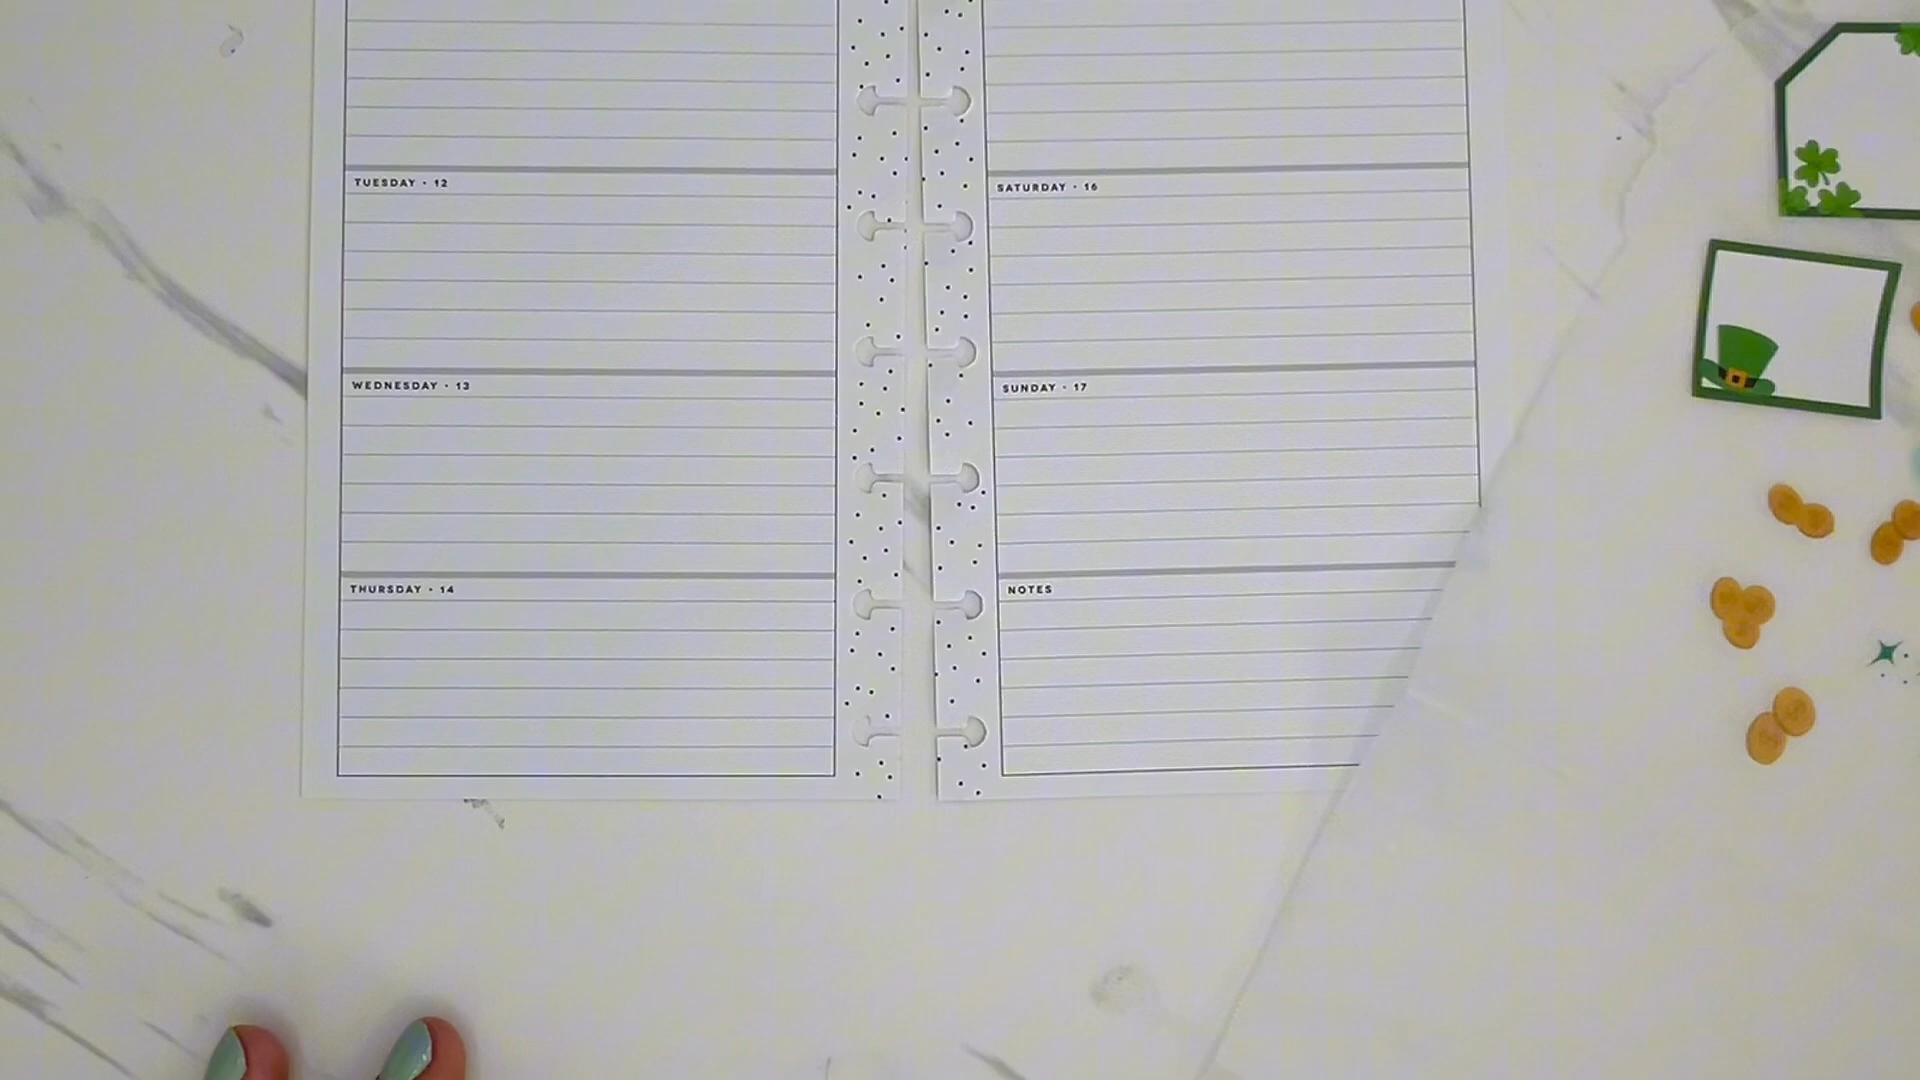 TUESDAY · 12
WEDNESDAY · 13
THURSDAY · 14
SATURDAY · 16
SUNDAY · 17
NOTES